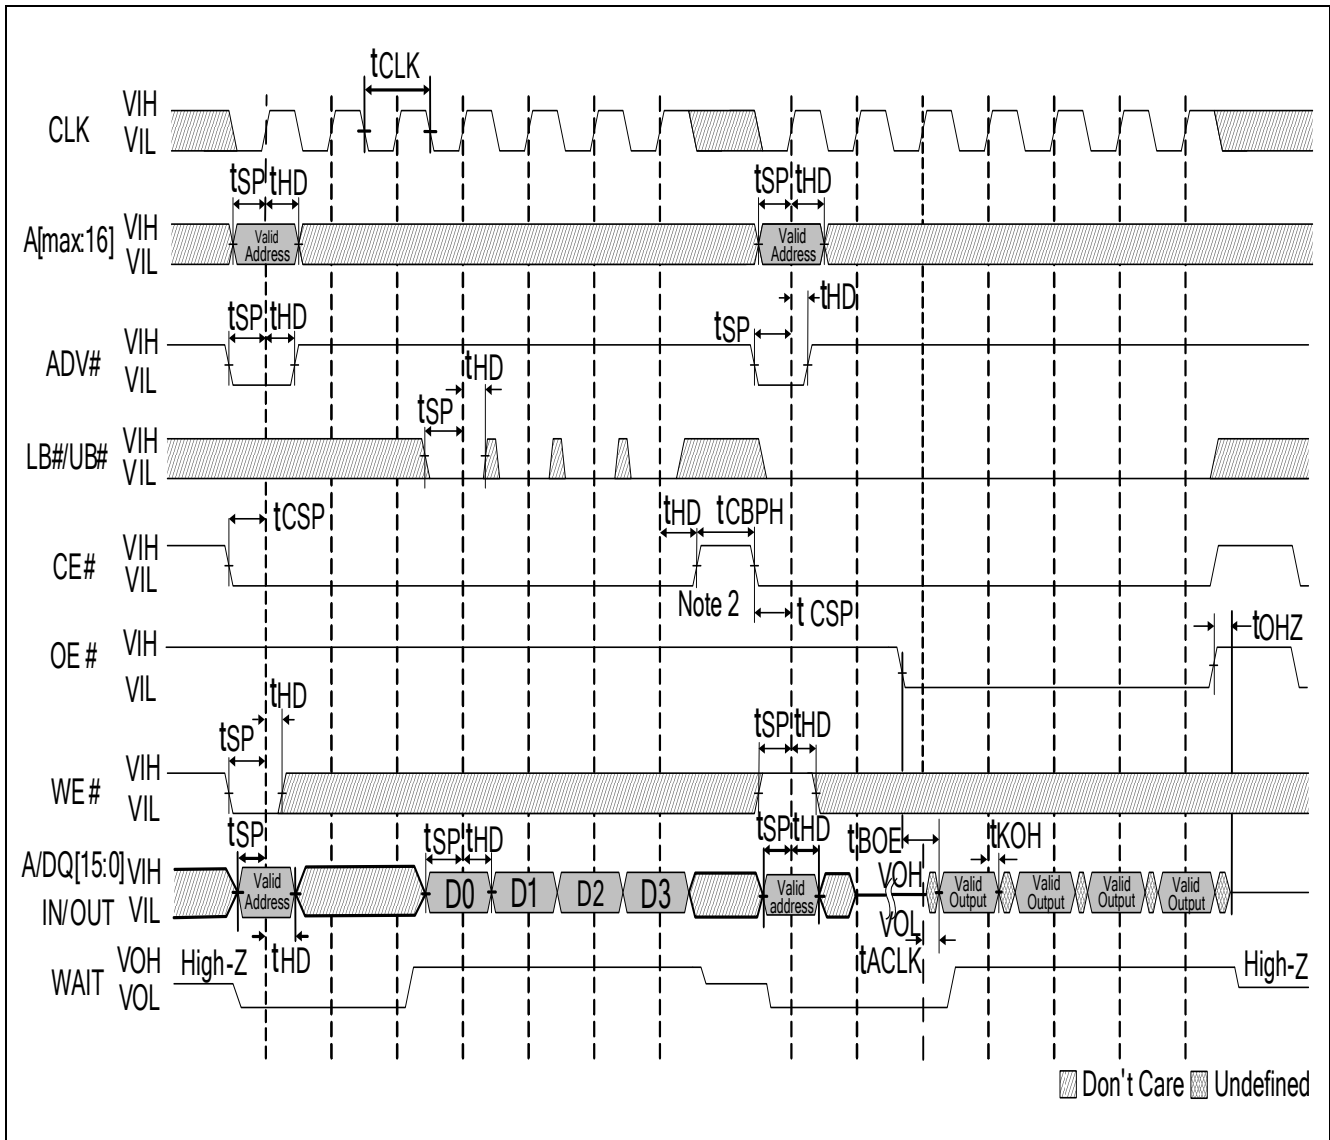 tCLK
CLK VIH
VIL
tSP tHD tSP tHD
A[max:16] VIH
VIL
Valid
Address
Valid
Address
tSP tHD tSP tHD
ADV# VIH
VIL
tSP tHD
LB#/UB# VIH
VIL
tCSP tHD tCBPH
CE# VIH
VIL
Note 2 tCSP
OE# VIH
VIL
tOHZ
tSP tHD tSP tHD
WE# VIH
VIL
tSP tSP tHD tSP tHD tBOE tKOH
A/DQ[15:0] VIH
IN/OUT VIL
Valid
Address
D0 D1 D2 D3
Valid
address
VOH
VOL
Valid
Output
Valid
Output
Valid
Output
Valid
Output
tHD tACLK
WAIT VOH
VOL
High-Z High-Z
Don't Care Undefined